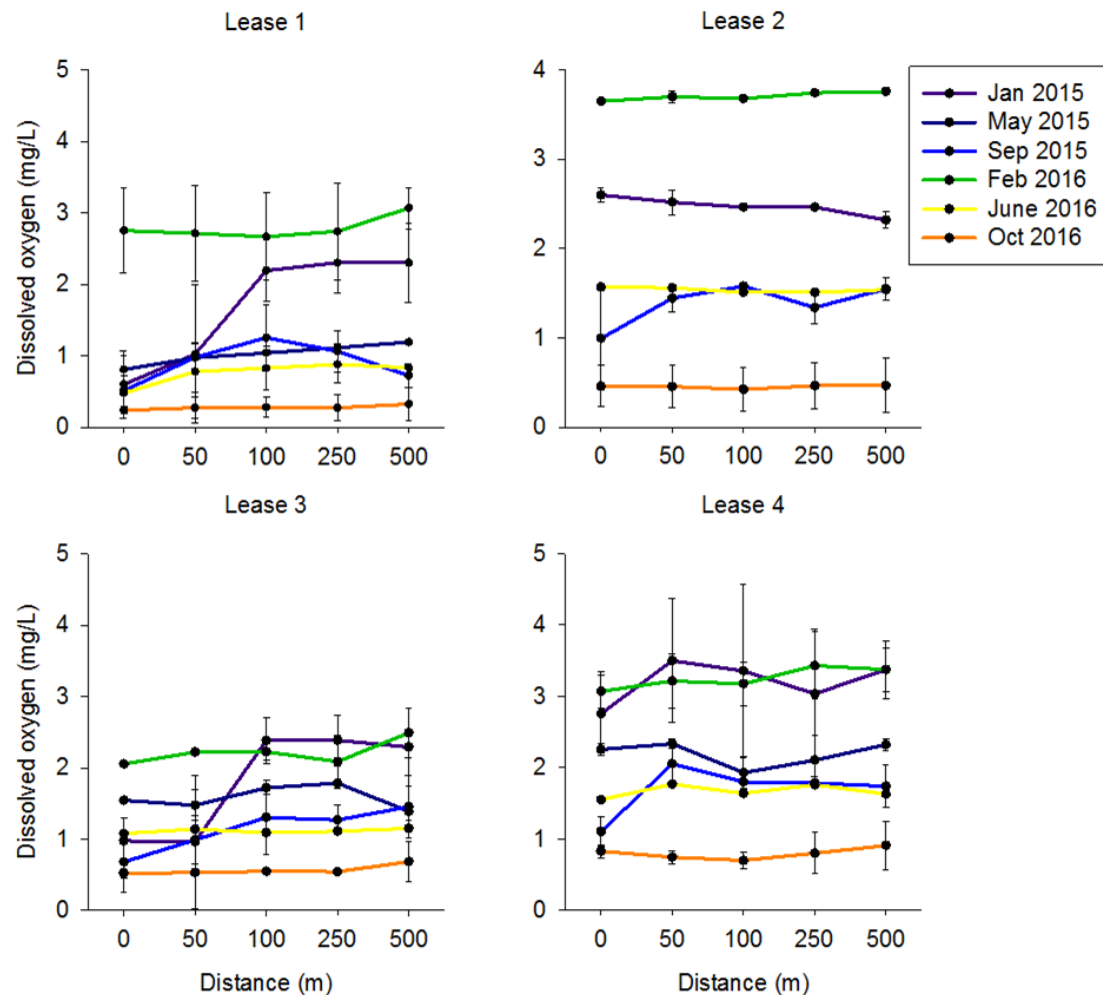 Lease 1
Lease 2
Dissolved oxygen (mg/L)
5
4
3
2
1
0
0 50 100 250 500
4
3
2
1
0
0 50 100 250 500
Jan 2015
May 2015
Sep 2015
Feb 2016
June 2016
Oct 2016
Lease 3
Lease 4
Dissolved oxygen (mg/L)
5
4
3
2
1
0
0 50 100 250 500
Distance (m)
5
4
3
2
1
0
0 50 100 250 500
Distance (m)